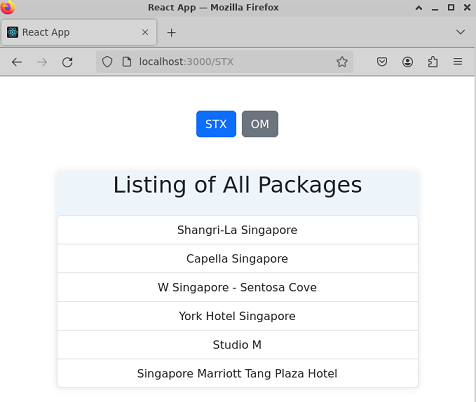 React App — Mozilla Firefox
React App
localhost:3000/STX
STX OM
Listing of All Packages
Shangri-La Singapore
Capella Singapore
W Singapore - Sentosa Cove
York Hotel Singapore
Studio M
Singapore Marriott Tang Plaza Hotel